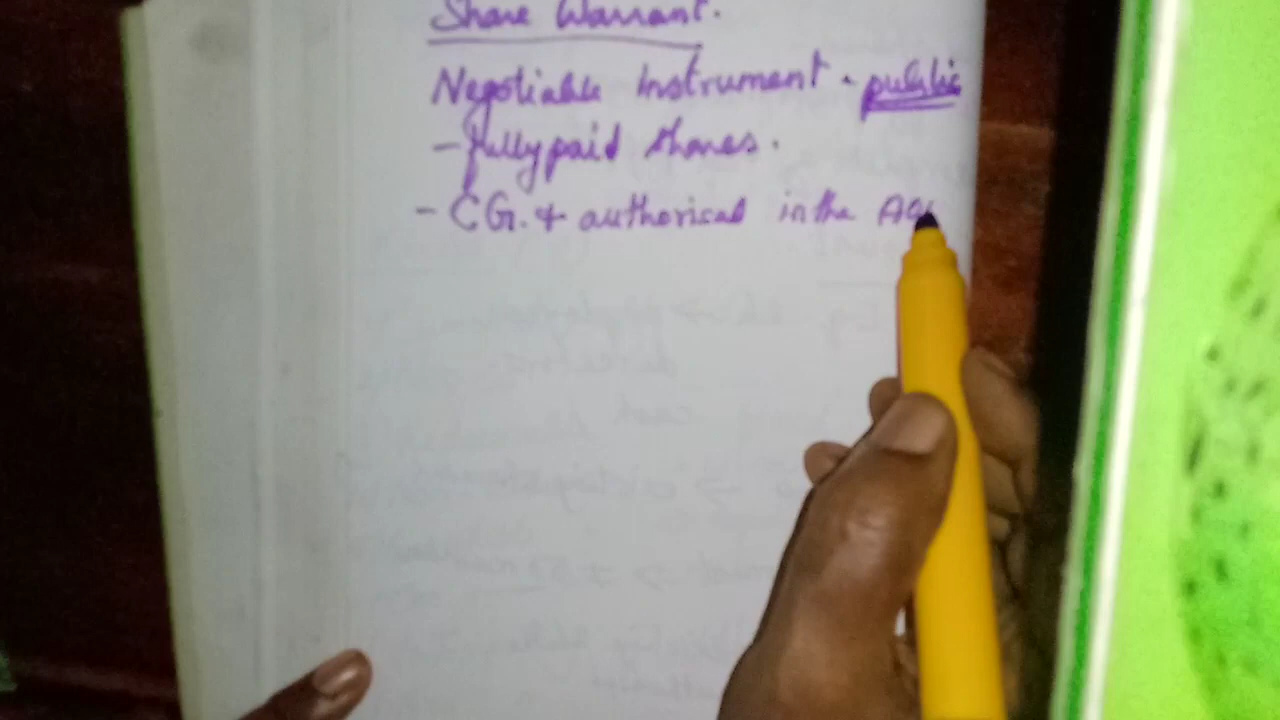 Share Warrant.
Negotiable Instrument - public
- fully paid shares.
- CG. & authorised in the